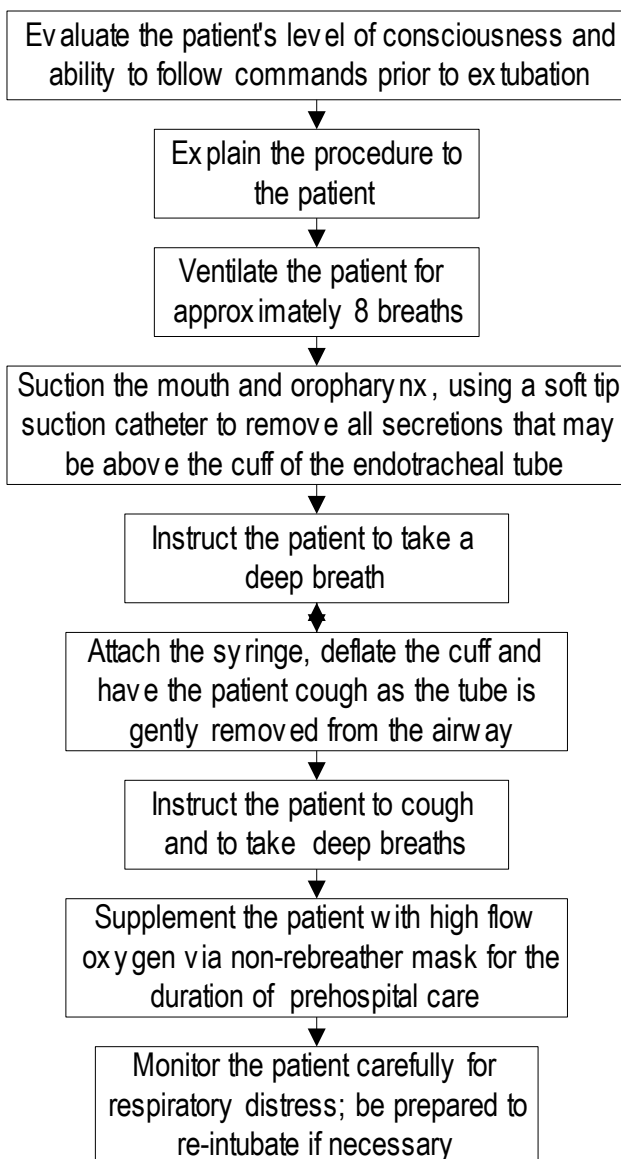 Evaluate the patient's level of consciousness and
ability to follow commands prior to extubation
Explain the procedure to
the patient
Ventilate the patient for
approximately 8 breaths
Suction the mouth and oropharynx, using a soft tip
suction catheter to remove all secretions that may
be above the cuff of the endotracheal tube
Instruct the patient to take a
deep breath
Attach the syringe, deflate the cuff and
have the patient cough as the tube is
gently removed from the airway
Instruct the patient to cough
and to take deep breaths
Supplement the patient with high flow
oxygen via non-rebreather mask for the
duration of prehospital care
Monitor the patient carefully for
respiratory distress; be prepared to
re-intubate if necessary